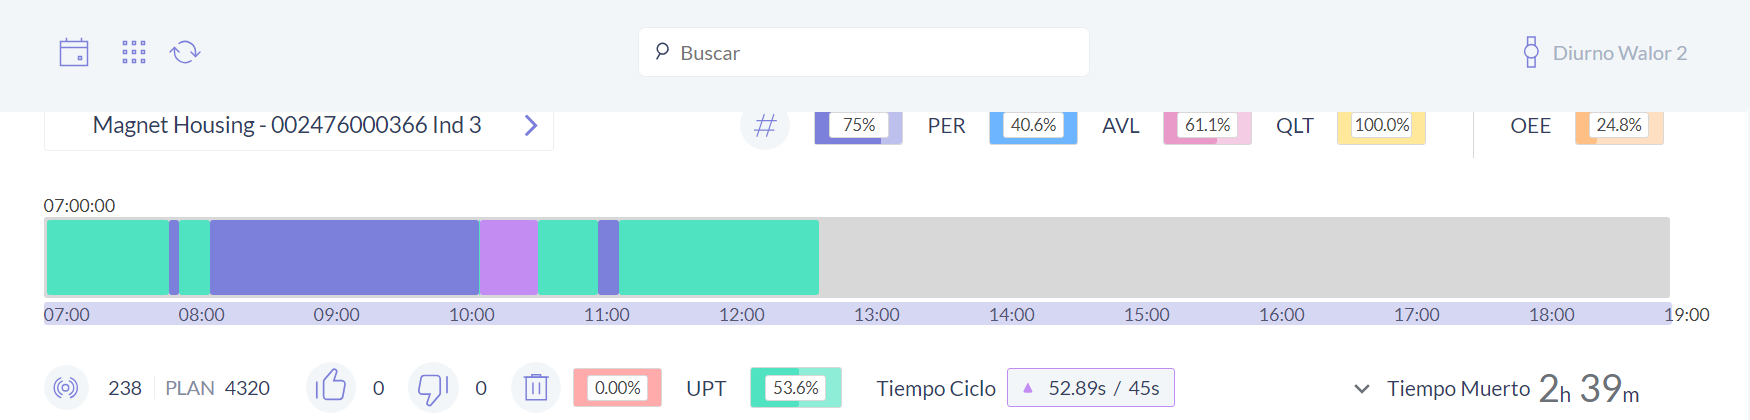 Buscar
Diurno Walor 2
Magnet Housing - 002476000366 Ind 3
# 75% PER 40.6% AVL 61.1% QLT 100.0% OEE 24.8%
07:00:00
07:00 08:00 09:00 10:00 11:00 12:00 13:00 14:00 15:00 16:00 17:00 18:00 19:00
238 PLAN 4320 0 0 0.00% UPT 53.6% Tiempo Ciclo 52.89s / 45s Tiempo Muerto 2h 39m